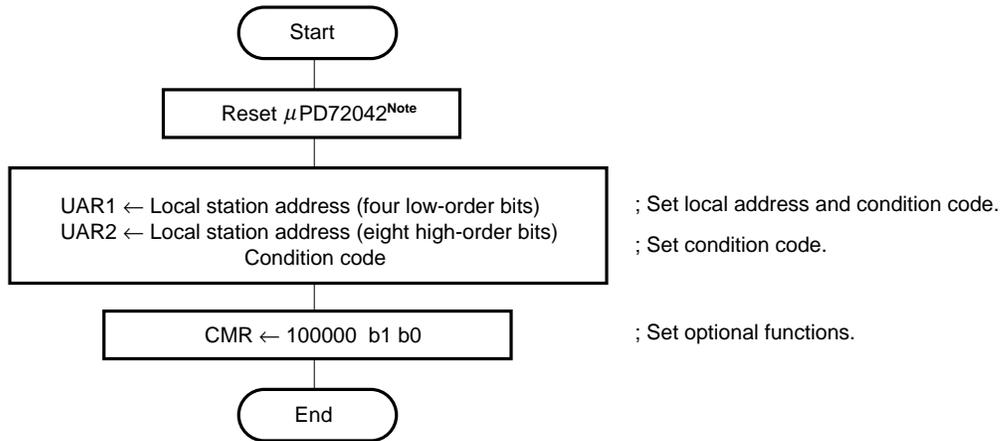 Start
Reset μPD72042Note
UAR1 ← Local station address (four low-order bits)
; Set local address and condition code.
UAR2 ← Local station address (eight high-order bits)
; Set condition code.
Condition code
CMR ← 100000 b1 b0
; Set optional functions.
End